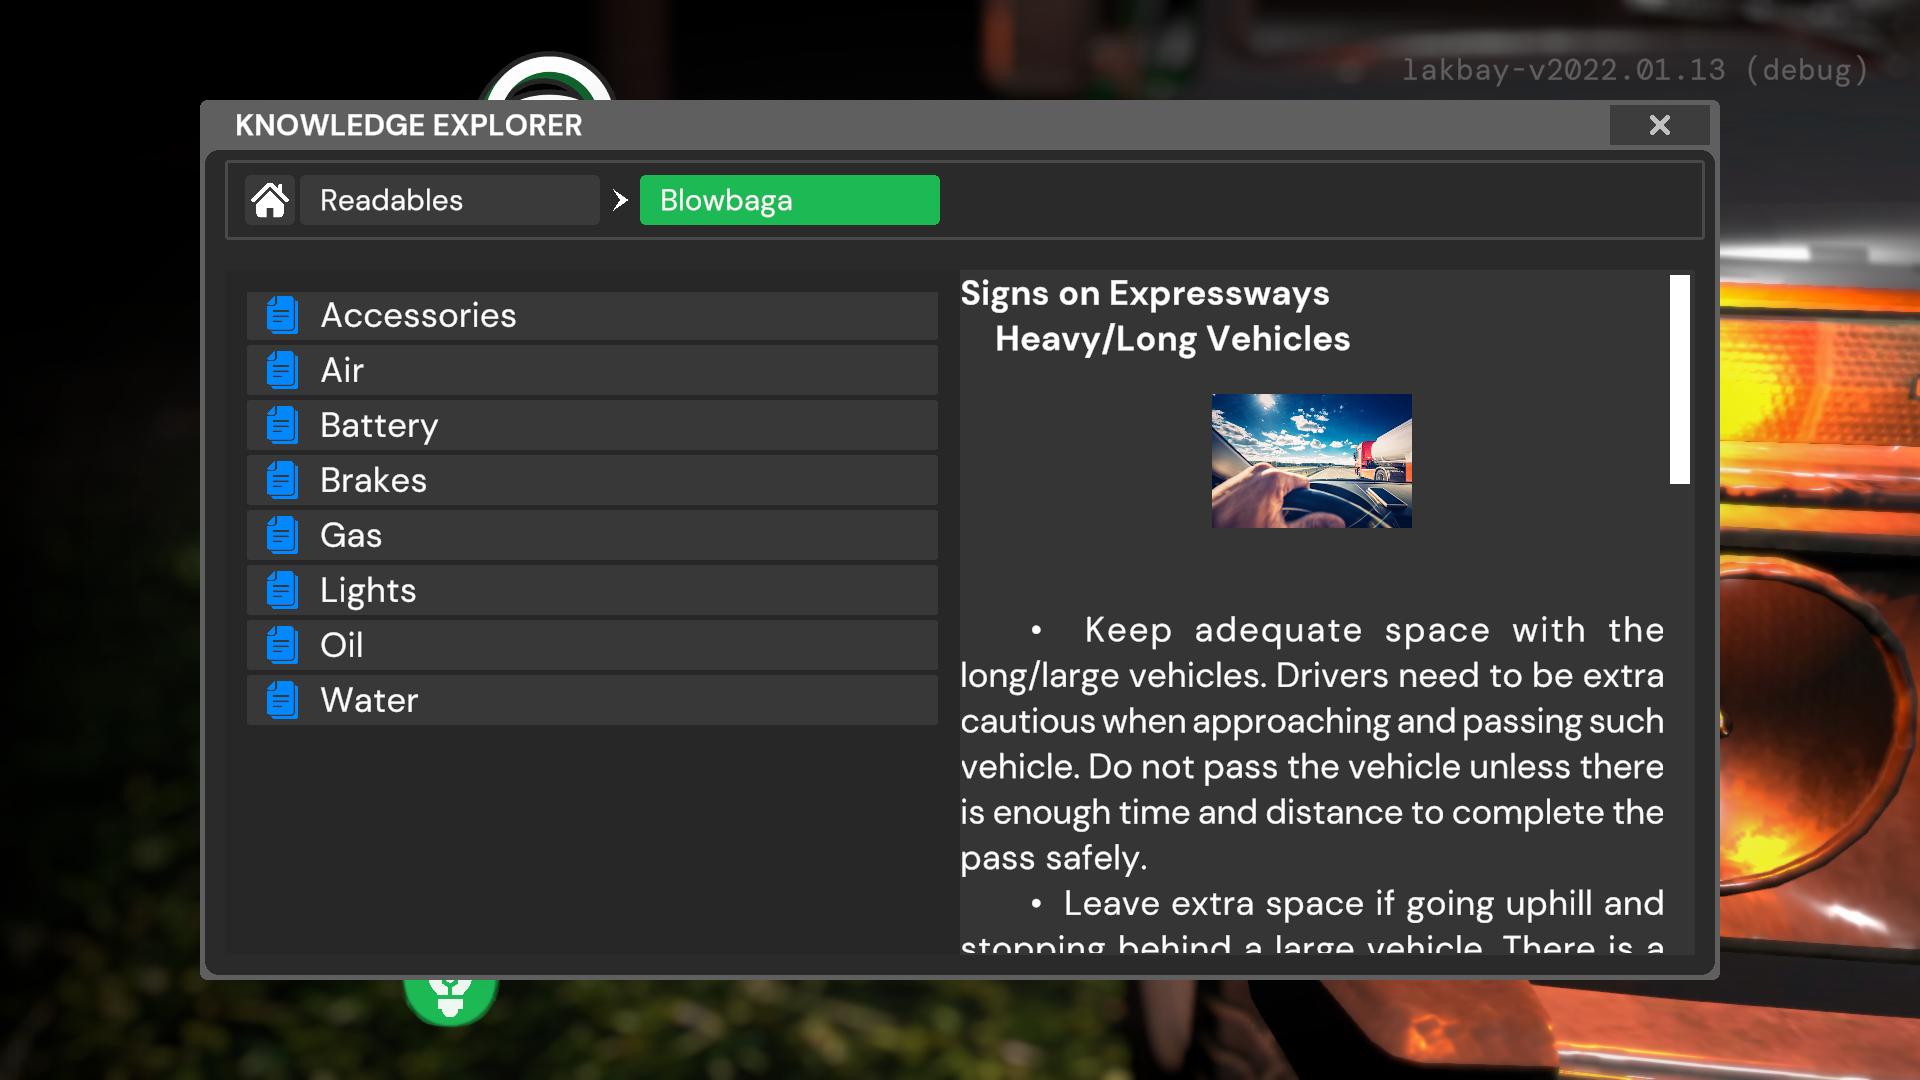 lakbay-v2022.01.13 (debug)
KNOWLEDGE EXPLORER
Readables
Blowbaga
Accessories
Air
Battery
Brakes
Gas
Lights
Oil
Water
Signs on Expressways
Heavy/Long Vehicles
• Keep adequate space with the
long/large vehicles. Drivers need to be extra
cautious when approaching and passing such
vehicle. Do not pass the vehicle unless there
is enough time and distance to complete the
pass safely.
• Leave extra space if going uphill and
stopping behind a large vehicle. There is a